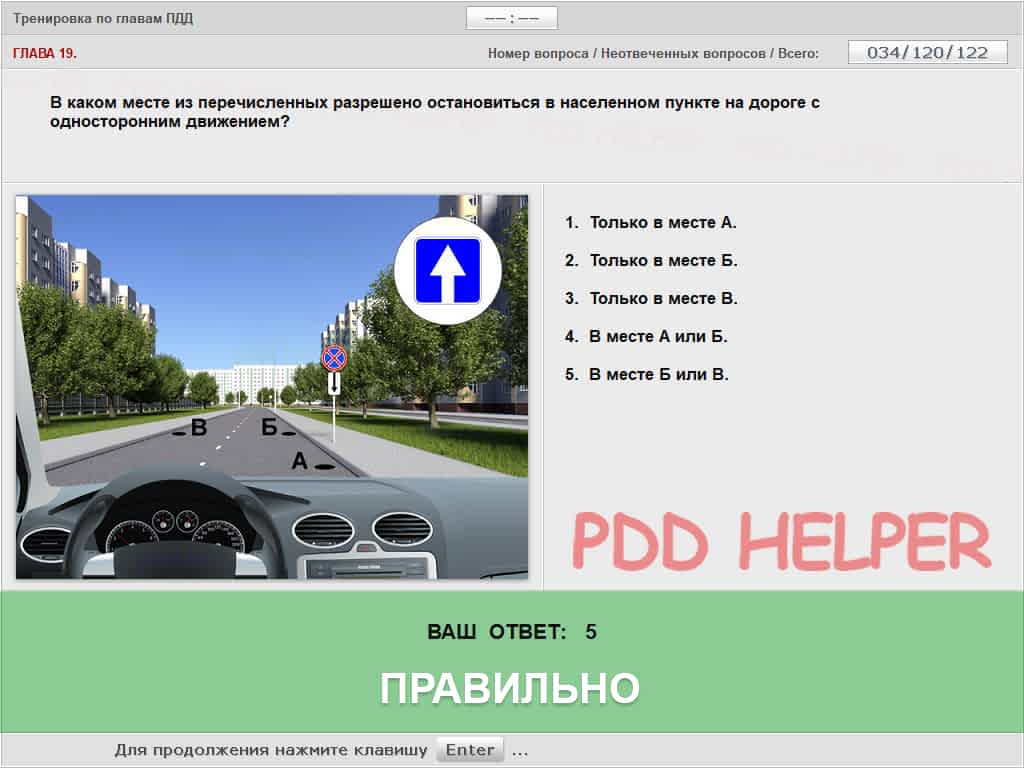 Тренировка по главам ПДД
–– : ––
ГЛАВА 19.
Номер вопроса / Неотвеченных вопросов / Всего:
034/120/122
В каком месте из перечисленных разрешено остановиться в населенном пункте на дороге с
односторонним движением?
1. Только в месте А.
2. Только в месте Б.
3. Только в месте В.
4. В месте А или Б.
5. В месте Б или В.
В
Б
А
PDD HELPER
ВАШ ОТВЕТ: 5
ПРАВИЛЬНО
Для продолжения нажмите клавишу Enter ...